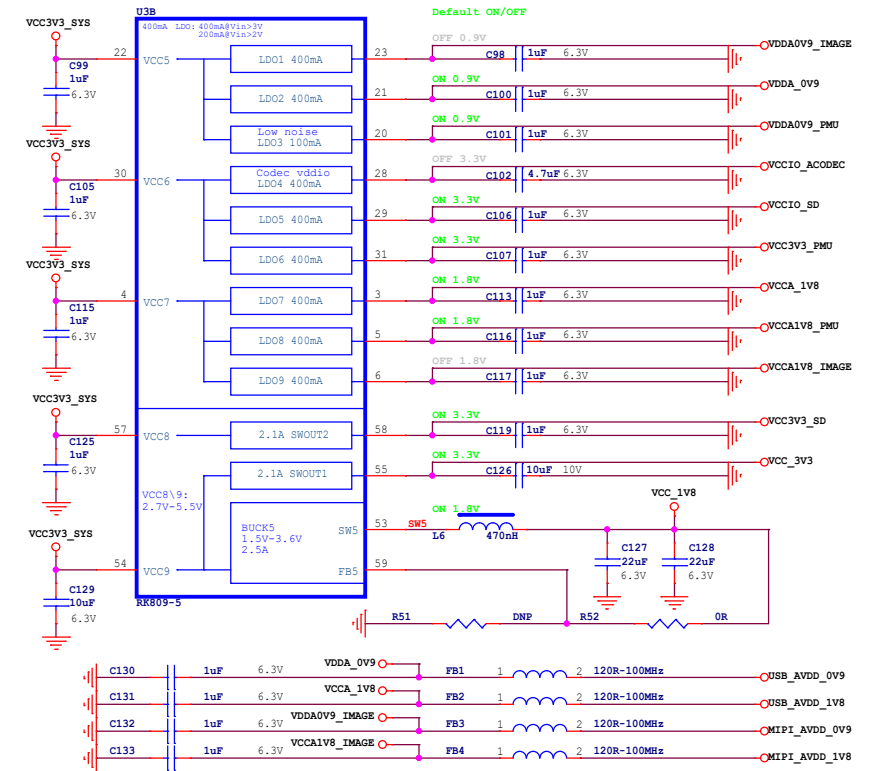 U3B
Default ON/OFF
VCC3V3_SYS
400mA LDO: 400mA@Vin>3V
200mA@Vin>2V
22
C99
1uF
6.3V
VCC5
LDO1 400mA
23
OFF 0.9V
C98
1uF
6.3V
VDDA0V9_IMAGE
LDO2 400mA
21
ON 0.9V
C100
1uF
6.3V
VDDA_0V9
Low noise
LDO3 100mA
20
ON 0.9V
C101
1uF
6.3V
VDDA0V9_PMU
VCC3V3_SYS
30
C105
1uF
6.3V
VCC6
Codec vddio
LDO4 400mA
28
OFF 3.3V
C102
4.7uF
6.3V
VCCIO_ACODEC
LDO5 400mA
29
ON 3.3V
C106
1uF
6.3V
VCCIO_SD
LDO6 400mA
31
ON 3.3V
C107
1uF
6.3V
VCC3V3_PMU
VCC3V3_SYS
4
C115
1uF
6.3V
VCC7
LDO7 400mA
3
ON 1.8V
C113
1uF
6.3V
VCCA_1V8
LDO8 400mA
5
ON 1.8V
C116
1uF
6.3V
VCCA1V8_PMU
LDO9 400mA
6
OFF 1.8V
C117
1uF
6.3V
VCCA1V8_IMAGE
VCC3V3_SYS
57
C125
1uF
6.3V
VCC8
2.1A SWOUT2
58
ON 3.3V
C119
1uF
6.3V
VCC3V3_SD
2.1A SWOUT1
55
ON 3.3V
C126
10uF
10V
VCC_3V3
VCC8\9:
2.7V-5.5V
VCC3V3_SYS
54
C129
10uF
6.3V
VCC9
BUCK5
1.5V-3.6V
2.5A
SW5
53
SW5
ON 1.8V
L6
470nH
VCC_1V8
C127
22uF
6.3V
C128
22uF
6.3V
FB5
59
RK809-5
R51
DNP
R52
0R
C130
1uF
6.3V
VDDA_0V9
FB1
1
2
120R-100MHz
USB_AVDD_0V9
C131
1uF
6.3V
VCCA_1V8
FB2
1
2
120R-100MHz
USB_AVDD_1V8
C132
1uF
6.3V
VDDA0V9_IMAGE
FB3
1
2
120R-100MHz
MIPI_AVDD_0V9
C133
1uF
6.3V
VCCA1V8_IMAGE
FB4
1
2
120R-100MHz
MIPI_AVDD_1V8